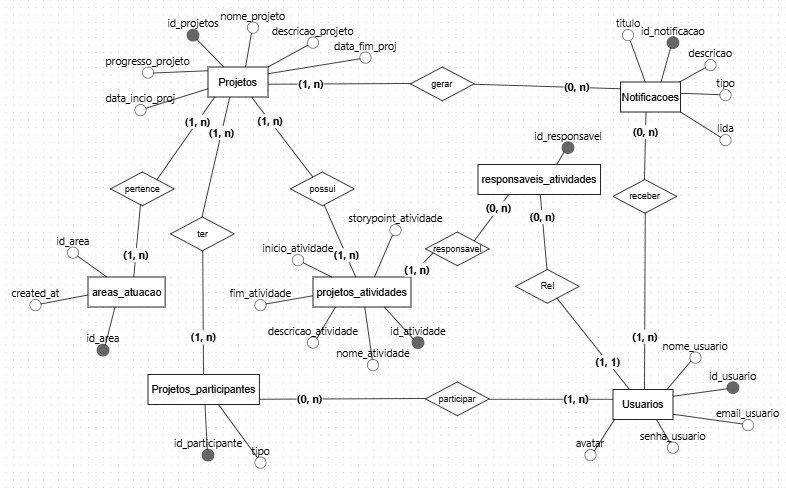 nome_projeto
id_projetos
descricao_projeto
data_fim_proj
progresso_projeto
Projetos
data_incio_proj
(1, n)
gerar
(0, n)
titulo
id_notificacao
descricao
tipo
Notificacoes
lida
(1, n)
(1, n)
(1, n)
(0, n)
id_responsavel
responsaveis_atividades
pertence
possui
receber
ter
(0, n)
(0, n)
storypoint_atividade
inicio_atividade
responsavel
(1, n)
(1, n)
(1, n)
id_area
created_at
areas_atuacao
id_area
fim_atividade
projetos_atividades
descricao_atividade
nome_atividade
id_atividade
Rel
(1, n)
(1, n)
(1, 1)
nome_usuario
id_usuario
Projetos_participantes
(0, n)
participar
(1, n)
Usuarios
email_usuario
senha_usuario
avatar
id_participante
tipo